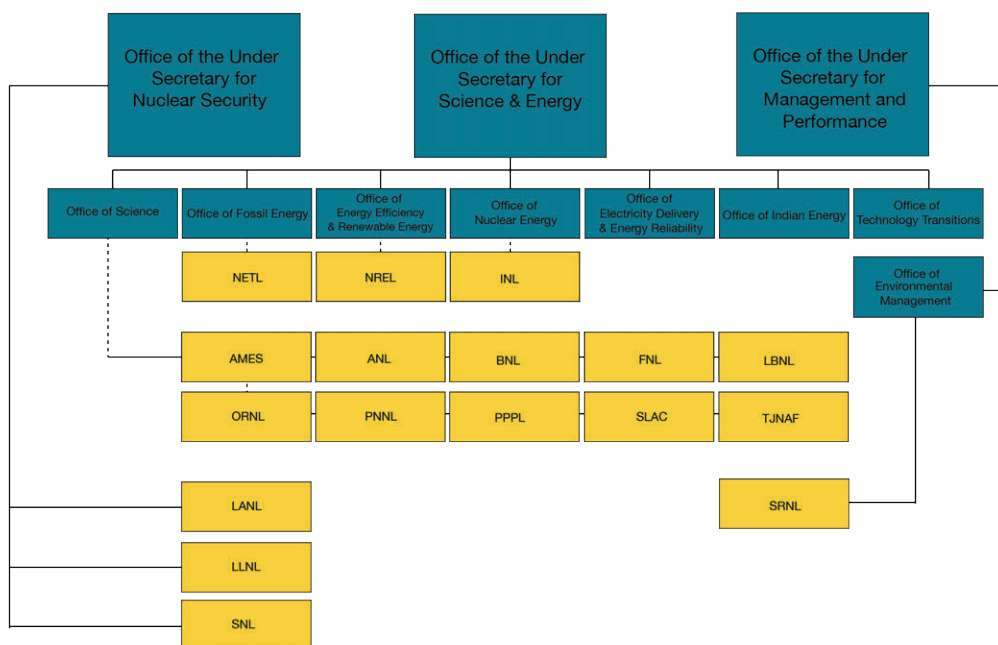 Office of the Under
Secretary for
Nuclear Security
Office of the Under
Secretary for
Science & Energy
Office of the Under
Secretary for
Management and
Performance
Office of Science
Office of Fossil Energy
Office of
Energy Efficiency
& Renewable Energy
Office of
Nuclear Energy
Office of
Electricity Delivery
& Energy Reliability
Office of Indian Energy
Office of
Technology Transitions
NETL
NREL
INL
Office of
Environmental
Management
AMES
ANL
BNL
FNL
LBNL
ORNL
PNNL
PPPL
SLAC
TJNAF
LANL
SRNL
LLNL
SNL